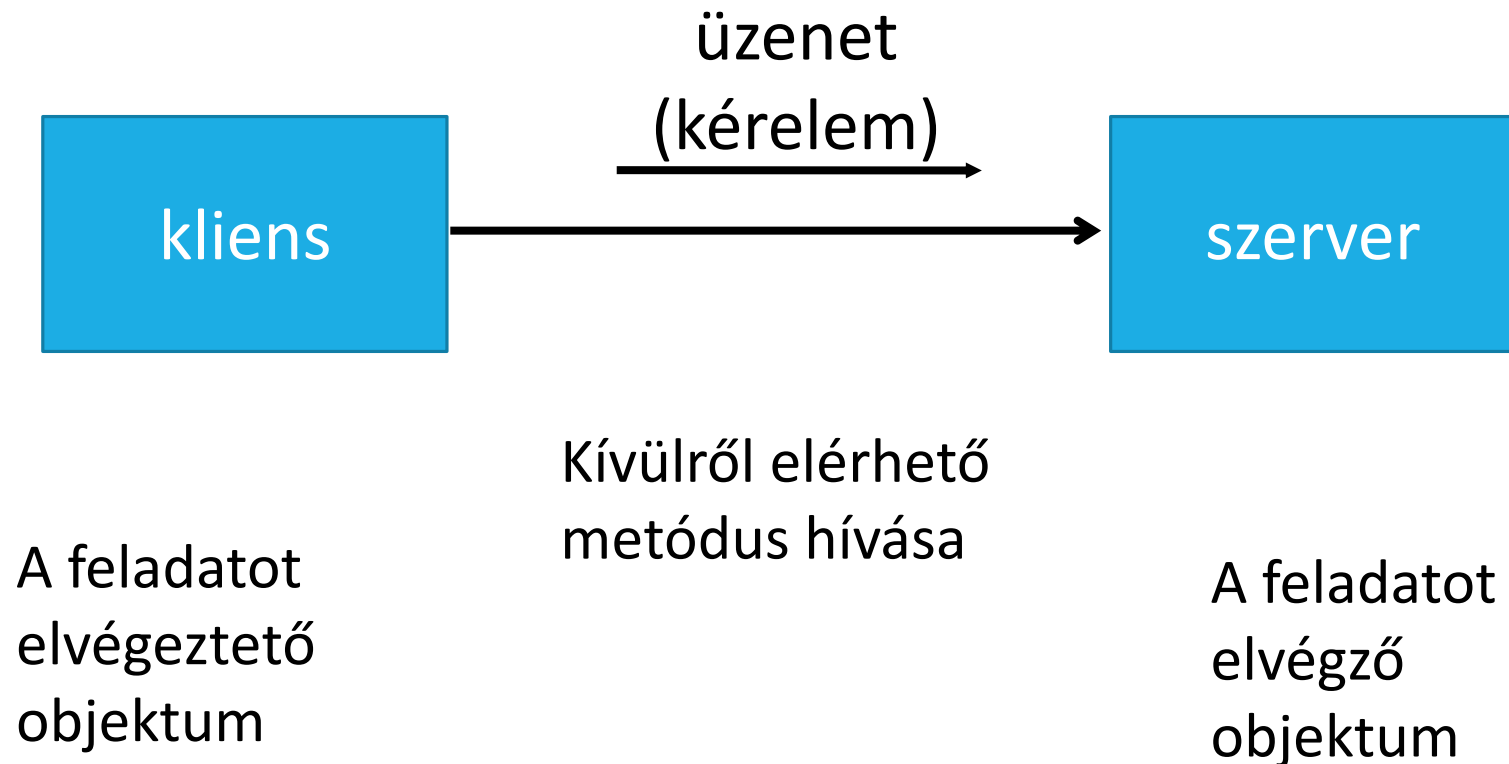 üzenet
(kérelem)
kliens
szerver
Kívülről elérhető
metódus hívása
A feladatot
elvégeztető
objektum
A feladatot
elvégző
objektum